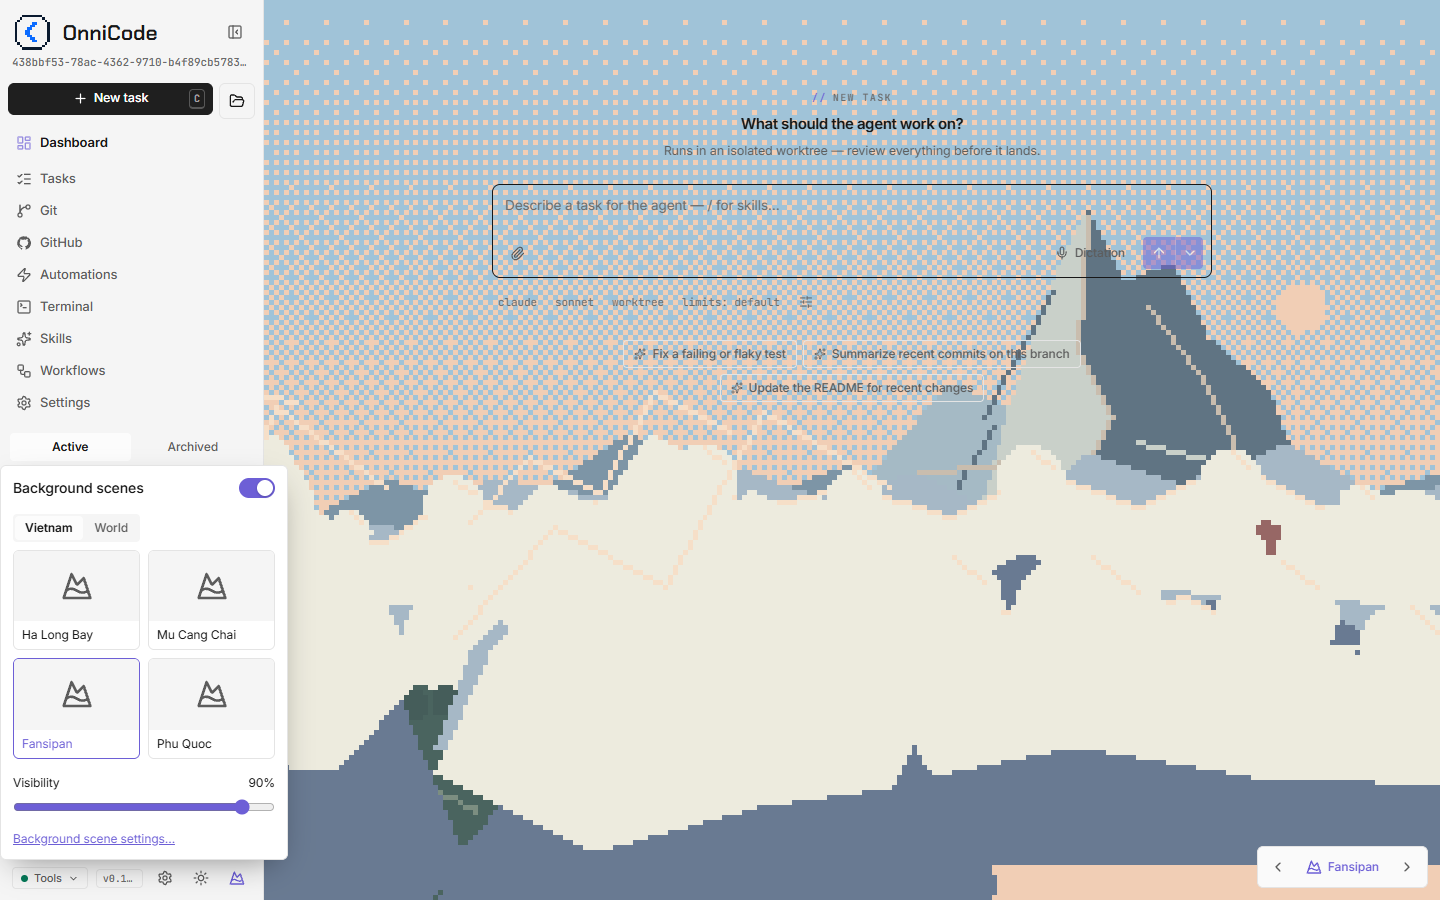 OnniCode
438bbf53-78ac-4362-9710-b4f89cb5783...
New task
C
Dashboard
Tasks
Git
GitHub
Automations
Terminal
Skills
Workflows
Settings
Active
Archived
Background scenes
Vietnam
World
Ha Long Bay
Mu Cang Chai
Fansipan
Phu Quoc
Visibility
90%
Background scene settings...
Tools
v0.1...
// NEW TASK
What should the agent work on?
Runs in an isolated worktree — review everything before it lands.
Describe a task for the agent — / for skills...
Dictation
claude sonnet worktree limits: default
Fix a failing or flaky test
Summarize recent commits on this branch
Update the README for recent changes
Fansipan